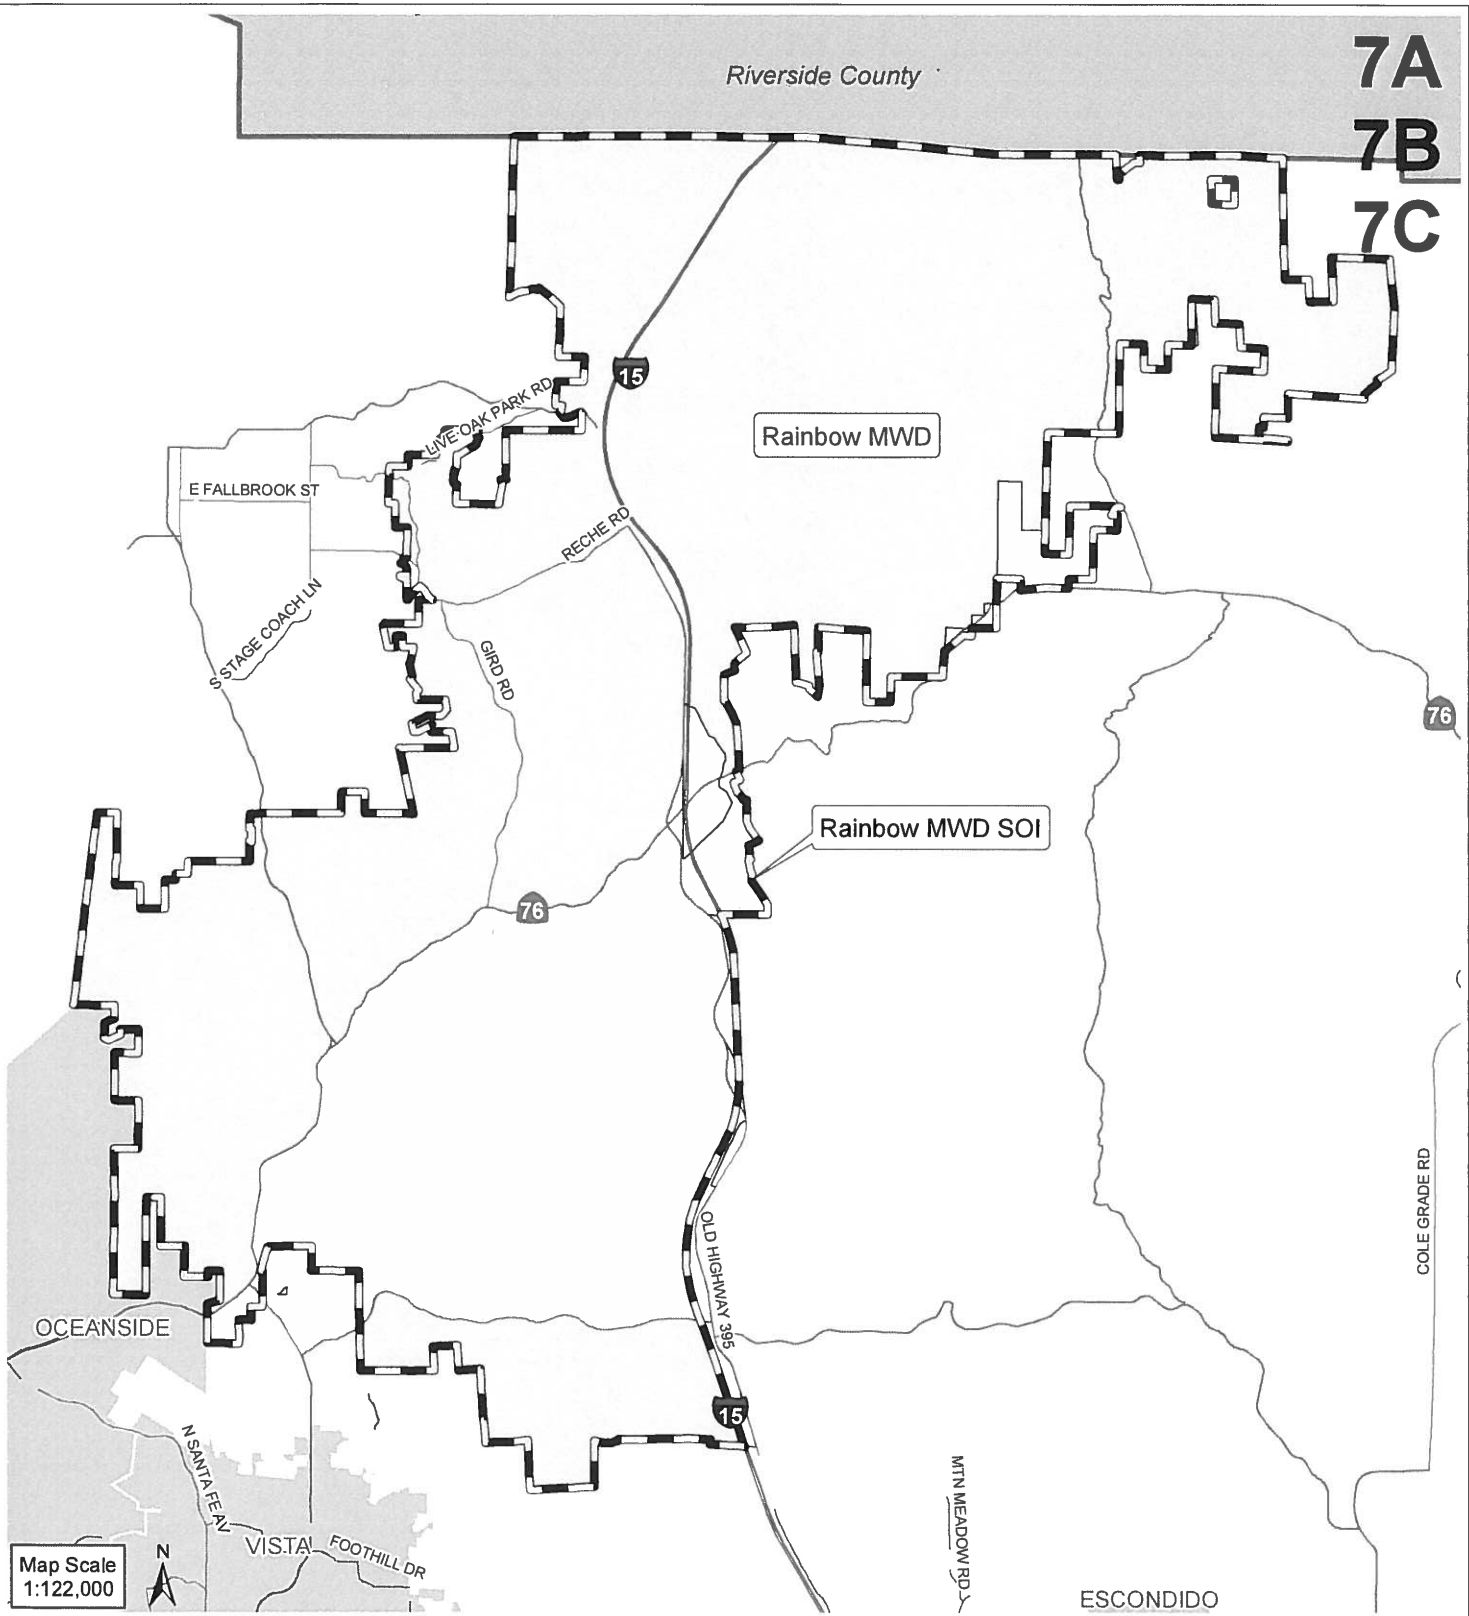 Riverside County
7A
7B
7C
15
LIVE OAK PARK RD
Rainbow MWD
E FALLBROOK ST
RECHE RD
S STAGE COACH LN
GIRD RD
76
Rainbow MWD SOI
76
COLE GRADE RD
OLD HIGHWAY 395
OCEANSIDE
15
N SANTA FE AV
MTN MEADOW RD
VISTA
FOOTHILL DR
Map Scale
1:122,000
N
ESCONDIDO